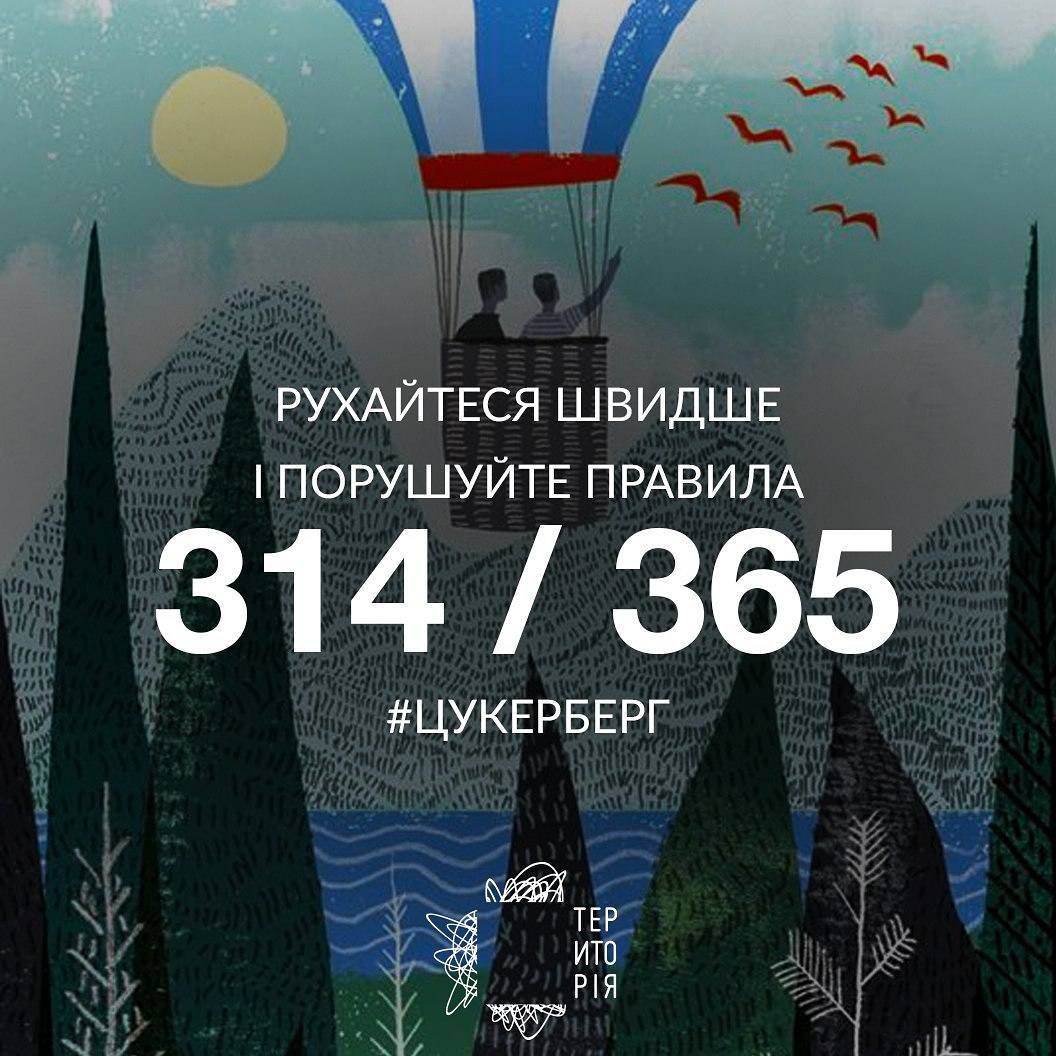 РУХАЙТЕСЯ ШВИДШЕ
І ПОРУШУЙТЕ ПРАВИЛА
314 / 365
#ЦУКЕРБЕРГ
ТЕР
ИТО
РІЯ